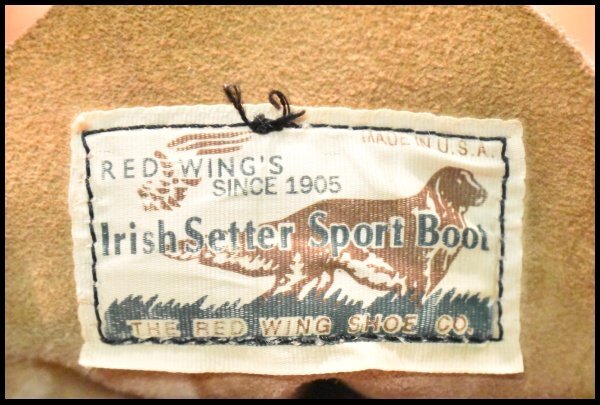 MADE IN U.S.A.
RED WING'S
SINCE 1905
Irish Setter Sport Boot
THE RED WING SHOE CO.